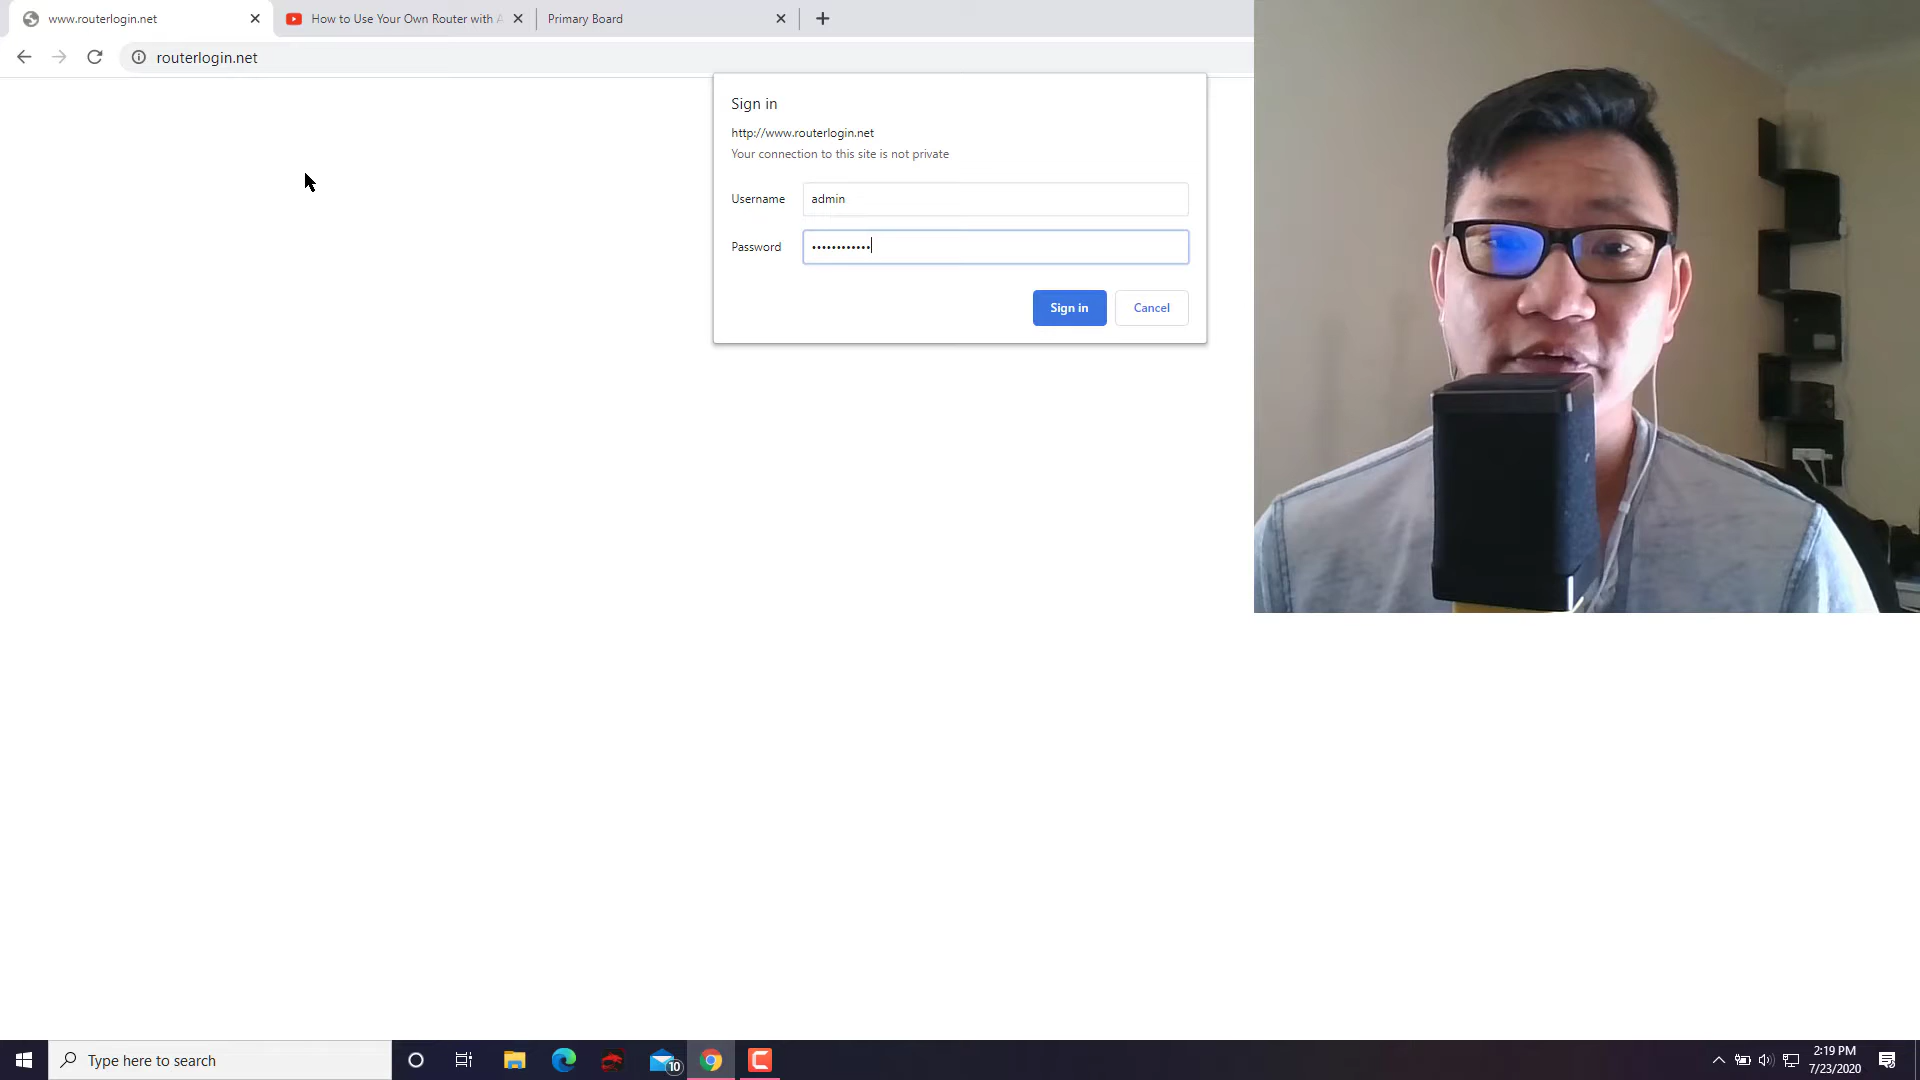 www.routerlogin.net
How to Use Your Own Router with A
Primary Board
routerlogin.net
Sign in
http://www.routerlogin.net
Your connection to this site is not private
Username admin
Password ••••••••••••
Sign in Cancel
Type here to search
10
2:19 PM
7/23/2020